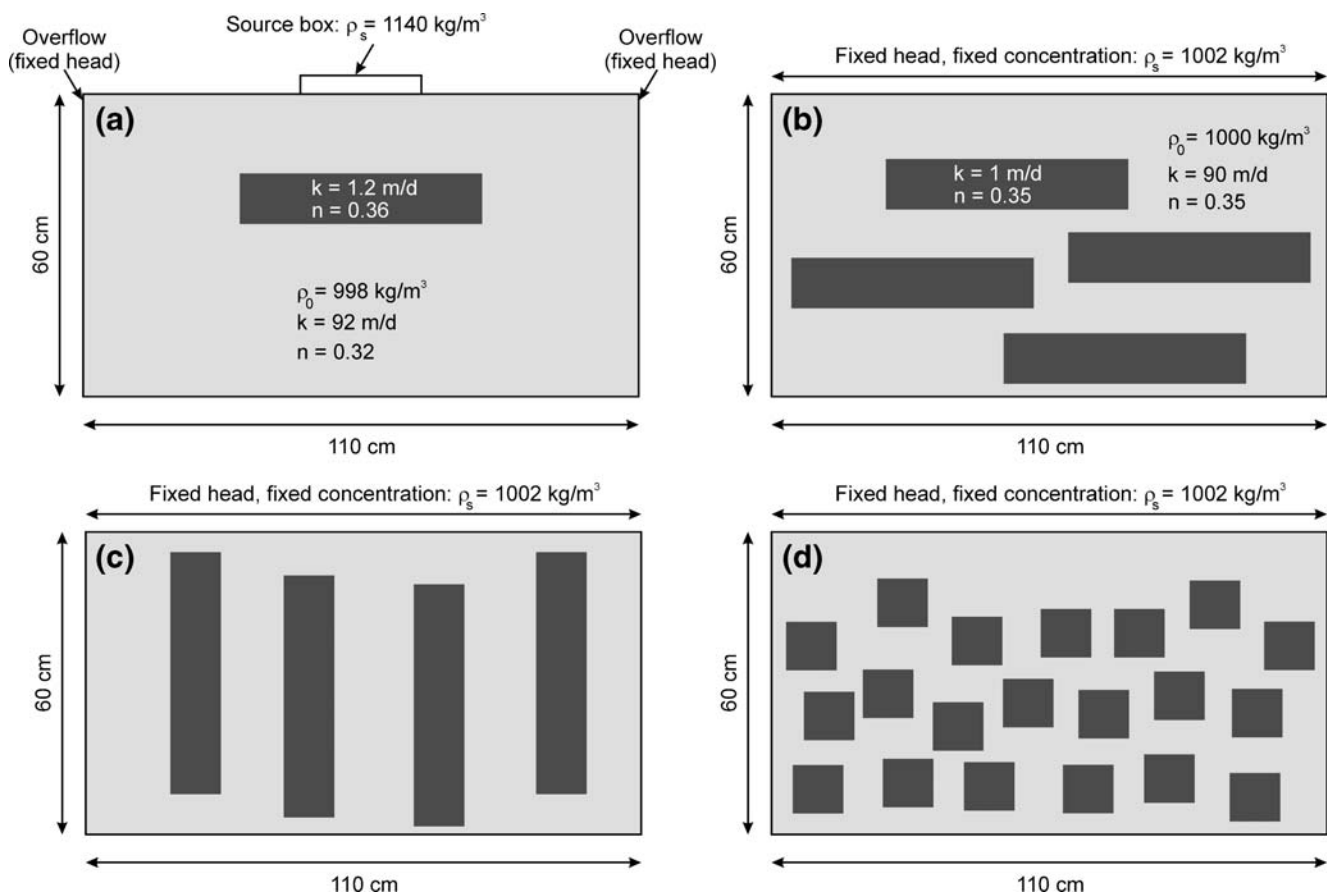 Source box: ρs = 1140 kg/m³
Overflow
(fixed head)
Overflow
(fixed head)
(a)
k = 1.2 m/d
n = 0.36
60 cm
ρ0 = 998 kg/m³
k = 92 m/d
n = 0.32
110 cm
Fixed head, fixed concentration: ρs = 1002 kg/m³
(b)
ρ0 = 1000 kg/m³
k = 90 m/d
n = 0.35
k = 1 m/d
n = 0.35
60 cm
110 cm
Fixed head, fixed concentration: ρs = 1002 kg/m³
(c)
60 cm
110 cm
Fixed head, fixed concentration: ρs = 1002 kg/m³
(d)
60 cm
110 cm